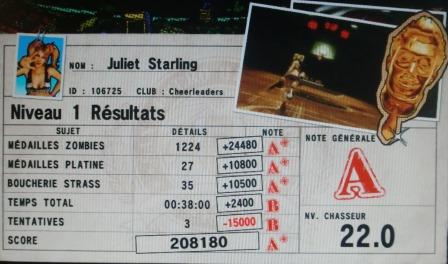 NOM : Juliet Starling
ID : 106725 CLUB : Cheerleaders
Niveau 1 Résultats
SUJET DÉTAILS NOTE
MÉDAILLES ZOMBIES 1224 +24480 A+
MÉDAILLES PLATINE 27 +10800 A+
BOUCHERIE STRASS 35 +10500 A+
TEMPS TOTAL 00:38:00 +2400 B
TENTATIVES 3 -15000 B
SCORE 208180 A+
NOTE GÉNÉRALE
A
NV. CHASSEUR
22.0